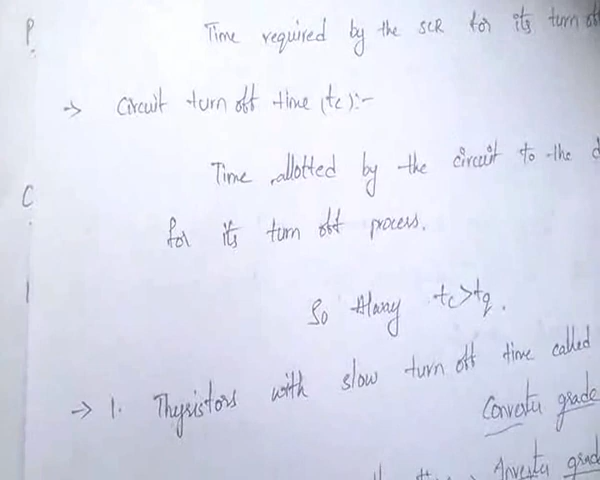 P.
Time required by the SCR for its turn off
→ Circuit turn off time (tc):-
Time allotted by the circuit to the d
C
for its turn off process.
So tc>tq.
→ 1. Thyristors with slow turn off time called
Converter grade
Inverter grade